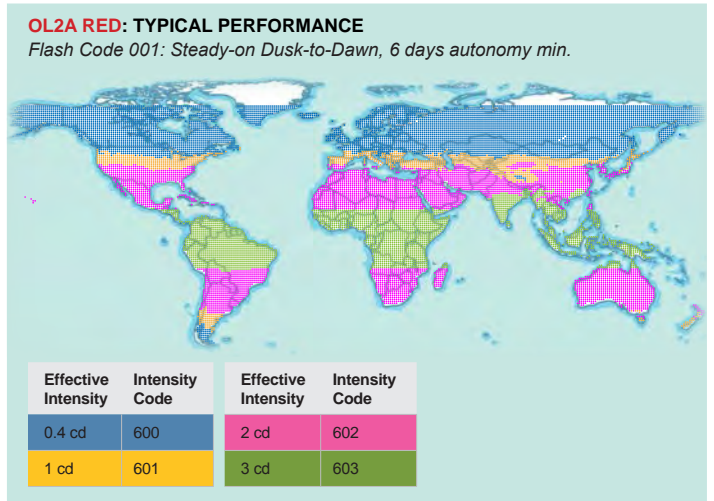 OL2A RED: TYPICAL PERFORMANCE
Flash Code 001: Steady-on Dusk-to-Dawn, 6 days autonomy min.
Effective Intensity Intensity Code
0.4 cd 600
1 cd 601
Effective Intensity Intensity Code
2 cd 602
3 cd 603